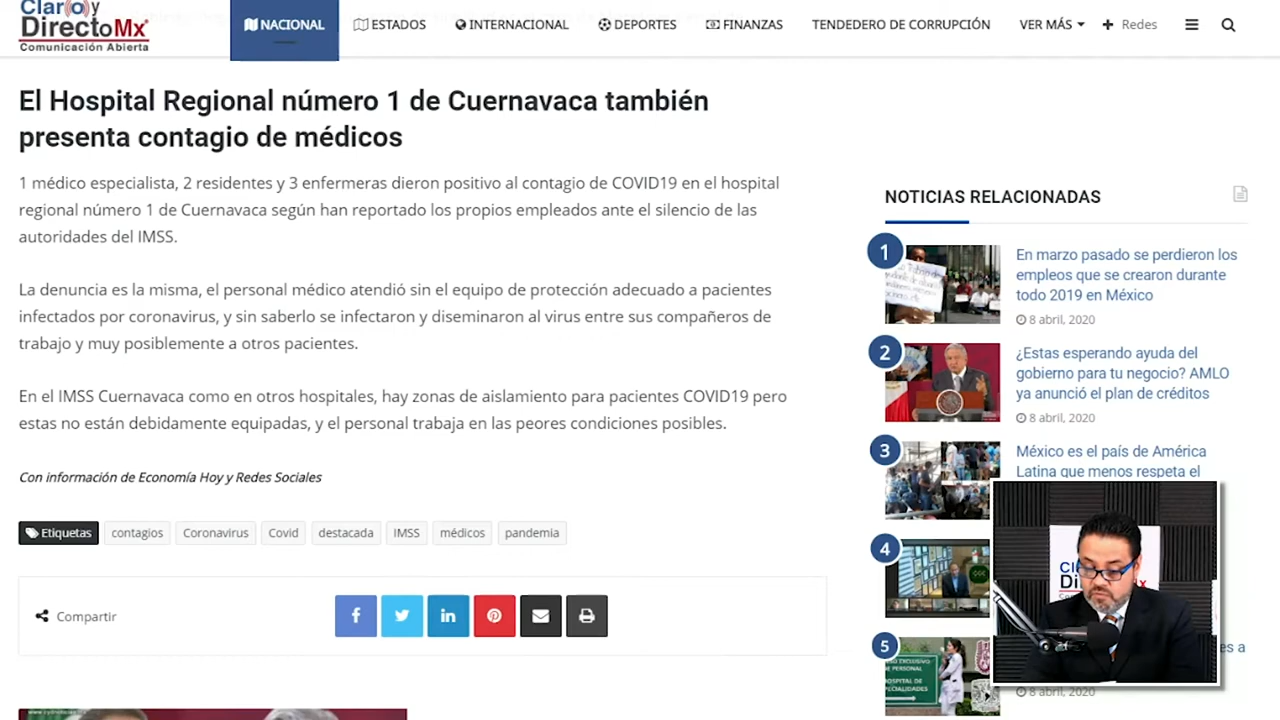 Claro y
DirectoMx®
Comunicación Abierta
NACIONAL
ESTADOS
INTERNACIONAL
DEPORTES
FINANZAS
TENDEDERO DE CORRUPCIÓN
VER MÁS
Redes
El Hospital Regional número 1 de Cuernavaca también
presenta contagio de médicos
1 médico especialista, 2 residentes y 3 enfermeras dieron positivo al contagio de COVID19 en el hospital
regional número 1 de Cuernavaca según han reportado los propios empleados ante el silencio de las
autoridades del IMSS.
La denuncia es la misma, el personal médico atendió sin el equipo de protección adecuado a pacientes
infectados por coronavirus, y sin saberlo se infectaron y diseminaron al virus entre sus compañeros de
trabajo y muy posiblemente a otros pacientes.
En el IMSS Cuernavaca como en otros hospitales, hay zonas de aislamiento para pacientes COVID19 pero
estas no están debidamente equipadas, y el personal trabaja en las peores condiciones posibles.
Con información de Economía Hoy y Redes Sociales
Etiquetas
contagios
Coronavirus
Covid
destacada
IMSS
médicos
pandemia
Compartir
NOTICIAS RELACIONADAS
1
En marzo pasado se perdieron los
empleos que se crearon durante
todo 2019 en México
8 abril, 2020
2
¿Estas esperando ayuda del
gobierno para tu negocio? AMLO
ya anunció el plan de créditos
8 abril, 2020
3
México es el país de América
Latina que menos respeta el
4
5
es a
8 abril, 2020
HOSPITAL DE